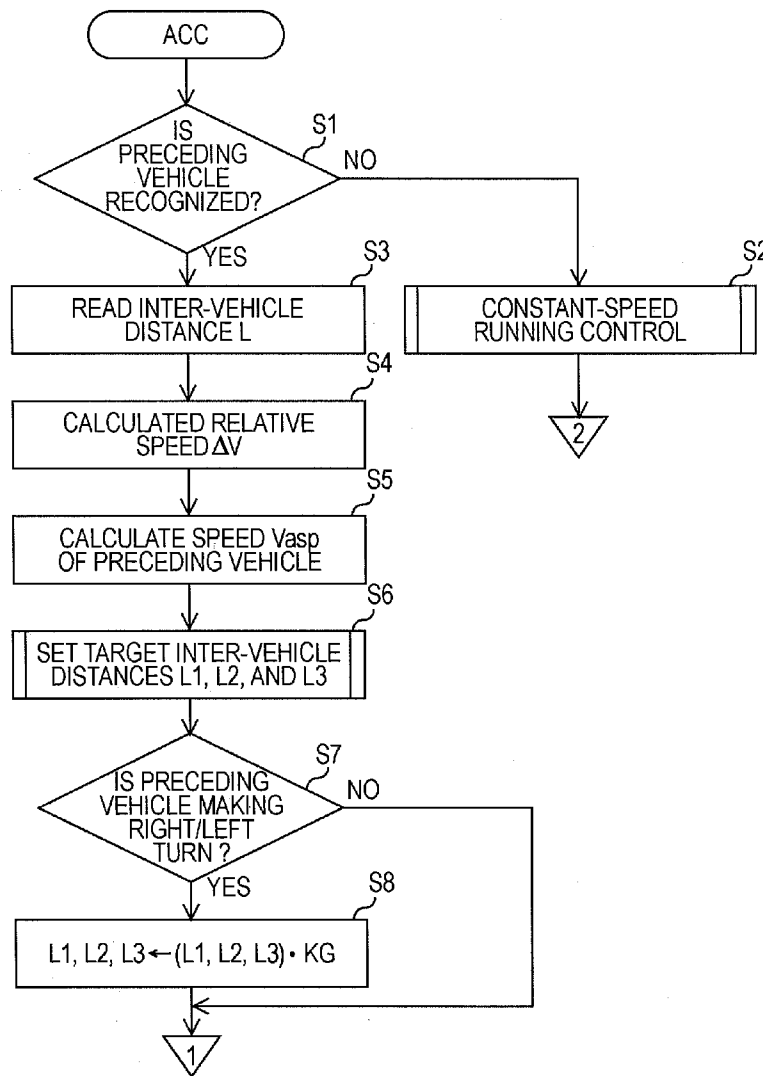 ACC
S1
IS
PRECEDING
VEHICLE
RECOGNIZED?
NO
YES
S3
READ INTER-VEHICLE
DISTANCE L
S2
CONSTANT-SPEED
RUNNING CONTROL
2
S4
CALCULATED RELATIVE
SPEED ΔV
S5
CALCULATE SPEED Vasp
OF PRECEDING VEHICLE
S6
SET TARGET INTER-VEHICLE
DISTANCES L1, L2, AND L3
S7
IS PRECEDING
VEHICLE MAKING
RIGHT/LEFT
TURN ?
NO
YES
S8
L1, L2, L3←(L1, L2, L3)・KG
1